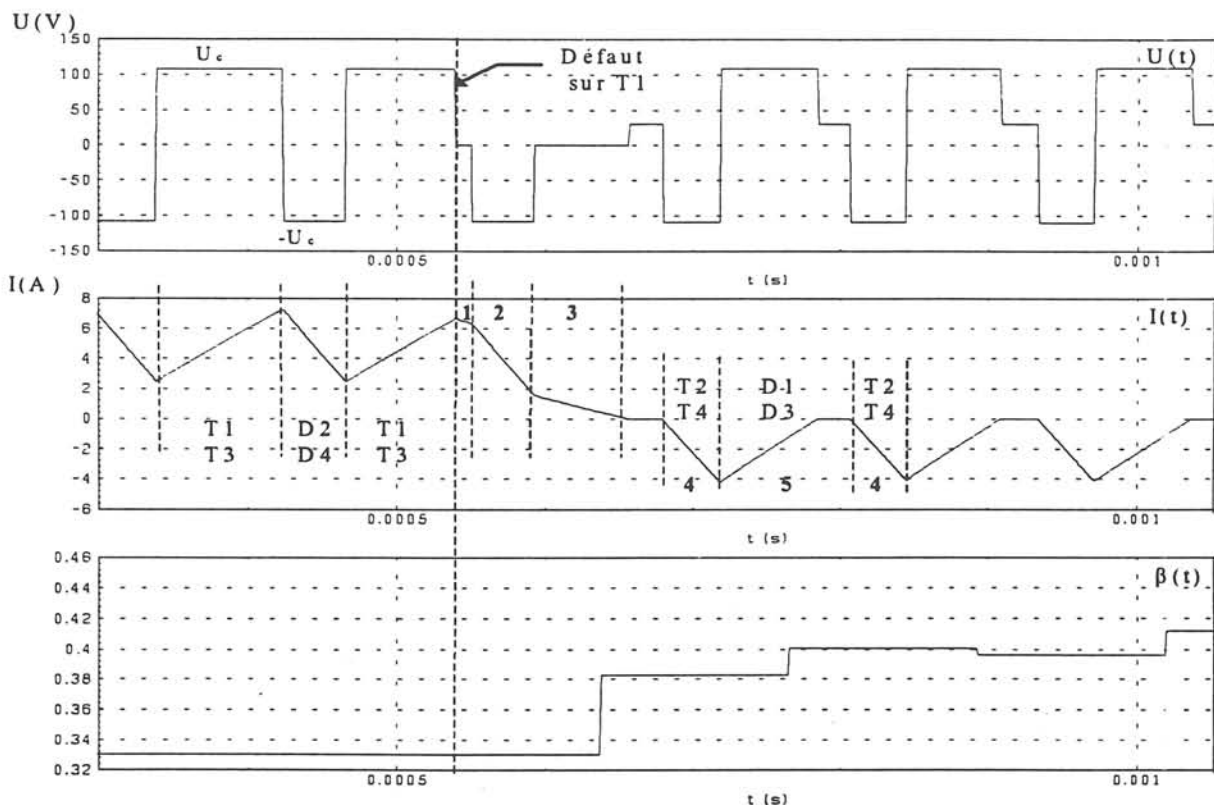 U(V)
150
100
50
0
-50
-100
-150
U c
-U c
Défaut
sur T1
U(t)
0.0005
0.001
t (s)
I(A)
8
6
4
2
0
-2
-4
-6
1
2
3
I(t)
T1
T3
D2
D4
T1
T3
T2
T4
D1
D3
T2
T4
4
5
4
0.0005
0.001
t (s)
0.46
0.44
0.42
0.4
0.38
0.36
0.34
0.32
β(t)
0.0005
0.001
t (s)